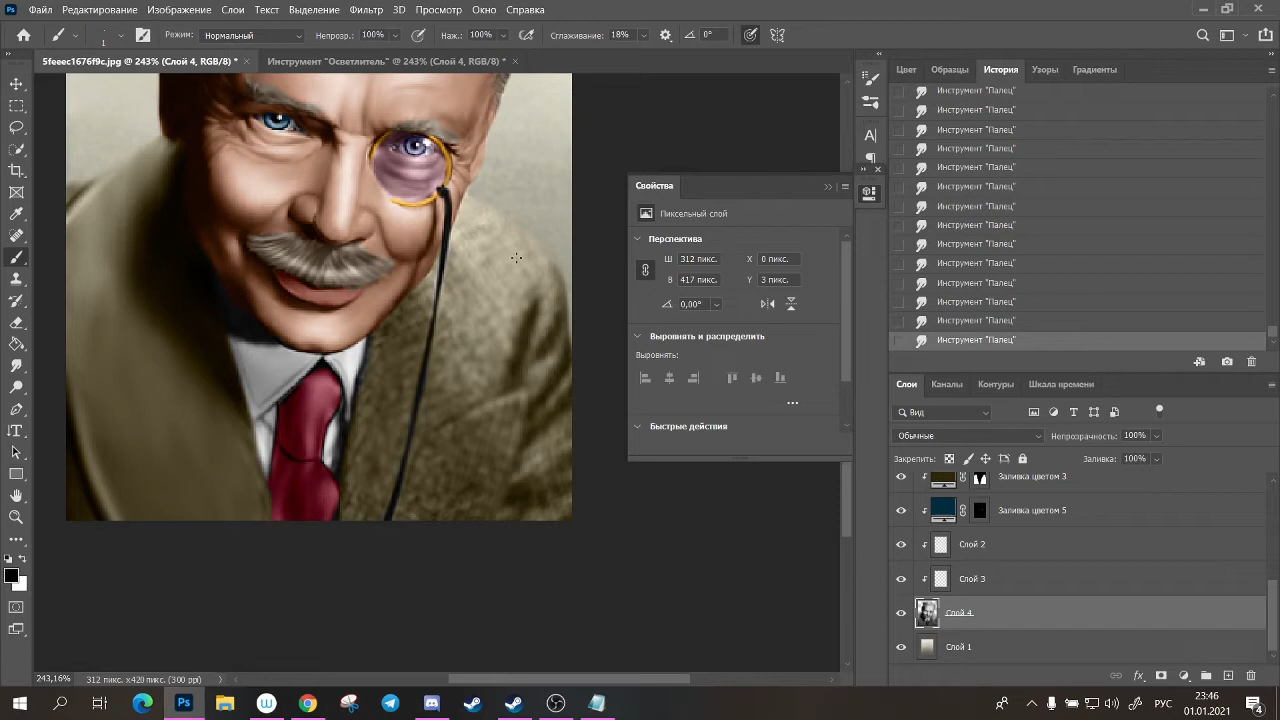 Файл Редактирование Изображение Слои Текст Выделение Фильтр 3D Просмотр Окно Справка
1 Режим: Нормальный Непрозр.: 100% Наж.: 100% Сглаживание: 18% 0°
5feeec1676f9c.jpg @ 243% (Слой 4, RGB/8) *
Инструмент "Осветлитель" @ 243% (Слой 4, RGB/8) *
Цвет Образцы История Узоры Градиенты
Инструмент "Палец"
Инструмент "Палец"
Инструмент "Палец"
Инструмент "Палец"
Инструмент "Палец"
Инструмент "Палец"
Инструмент "Палец"
Инструмент "Палец"
Инструмент "Палец"
Инструмент "Палец"
Инструмент "Палец"
Инструмент "Палец"
Инструмент "Палец"
Инструмент "Палец"
Свойства
Пиксельный слой
Перспектива
Ш 312 пикс. X 0 пикс.
В 417 пикс. Y 3 пикс.
0,00°
Выровнять и распределить
Выровнять:
Быстрые действия
Слои Каналы Контуры Шкала времени
Вид
Обычные Непрозрачность: 100%
Закрепить: Заливка: 100%
Заливка цветом 3
Заливка цветом 5
Слой 2
Слой 3
Слой 4
Слой 1
243,16% 312 пикс. x 420 пикс. (300 ppi)
РУС
23:46
01.01.2021
4